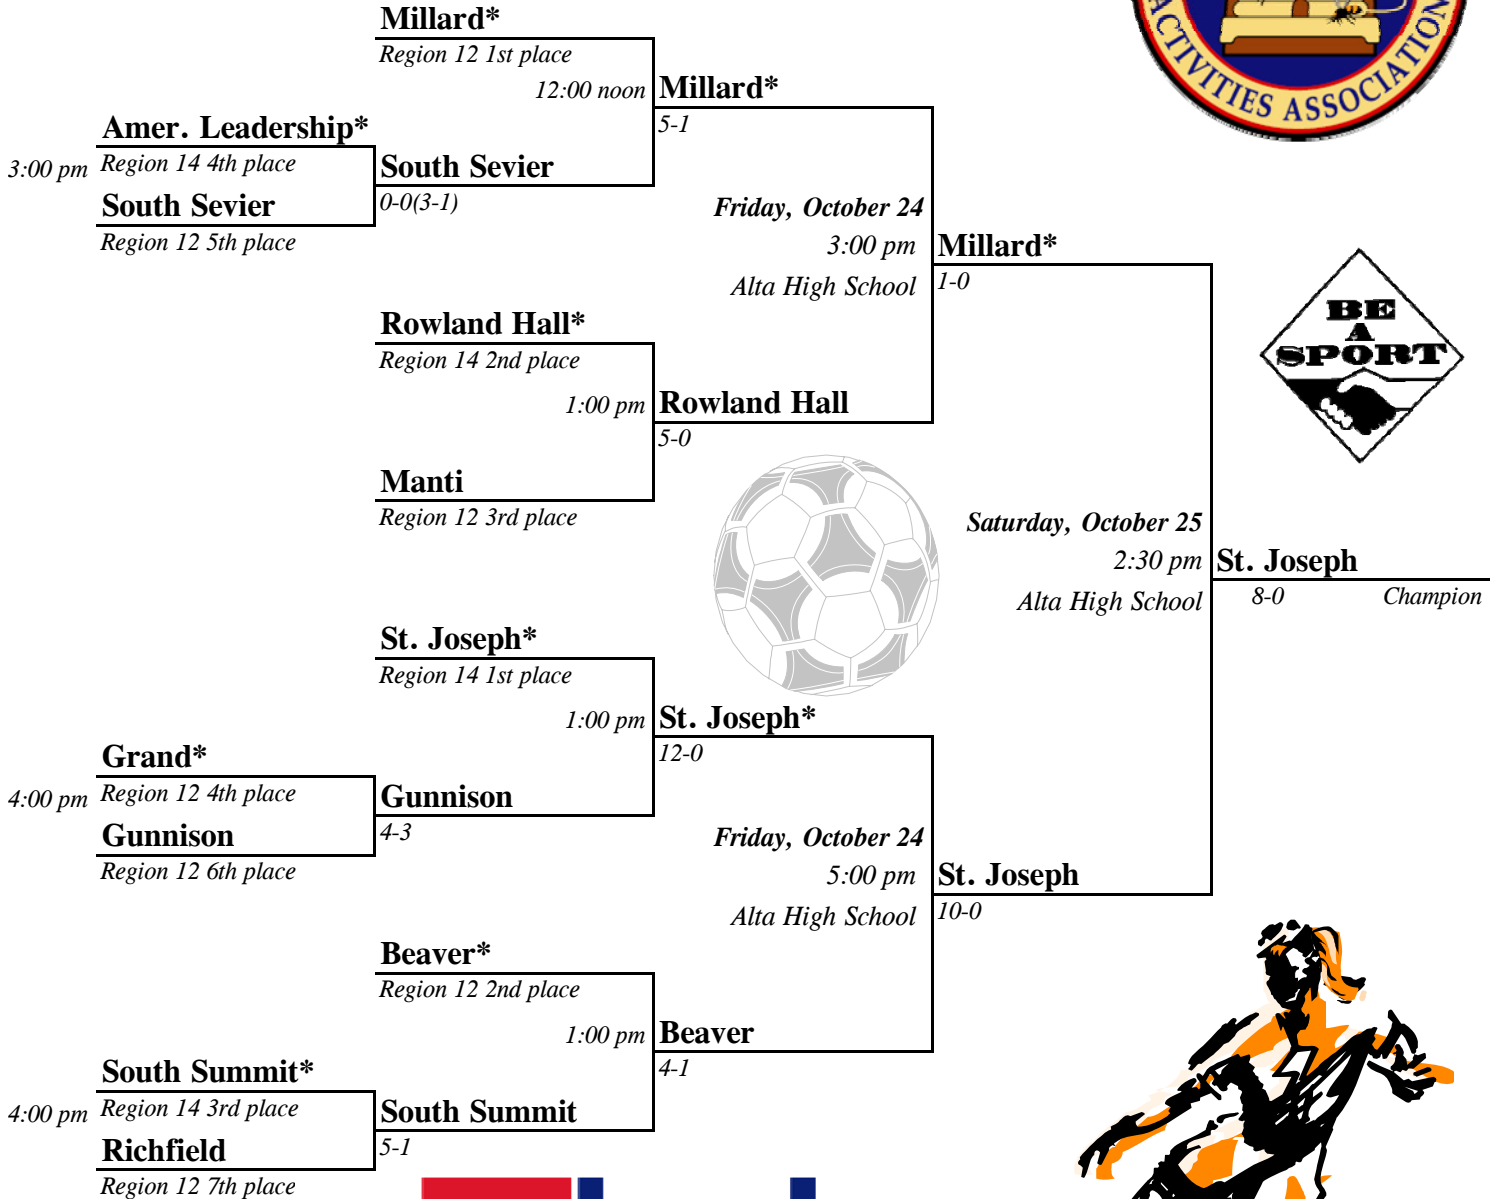 Millard*
Region 12 1st place
12:00 noon
Millard*
5-1
Amer. Leadership*
3:00 pm
Region 14 4th place
South Sevier
0-0(3-1)
South Sevier
Region 12 5th place
Friday, October 24
3:00 pm
Alta High School
Millard*
1-0
Rowland Hall*
Region 14 2nd place
1:00 pm
Rowland Hall
5-0
Manti
Region 12 3rd place
Saturday, October 25
2:30 pm
Alta High School
St. Joseph
8-0
Champion
St. Joseph*
Region 14 1st place
1:00 pm
St. Joseph*
12-0
Grand*
4:00 pm
Region 12 4th place
Gunnison
4-3
Gunnison
Region 12 6th place
Friday, October 24
5:00 pm
Alta High School
St. Joseph
10-0
Beaver*
Region 12 2nd place
1:00 pm
Beaver
4-1
South Summit*
4:00 pm
Region 14 3rd place
South Summit
5-1
Richfield
Region 12 7th place
ACTIVITIES ASSOCIATION
BE
A
SPORT